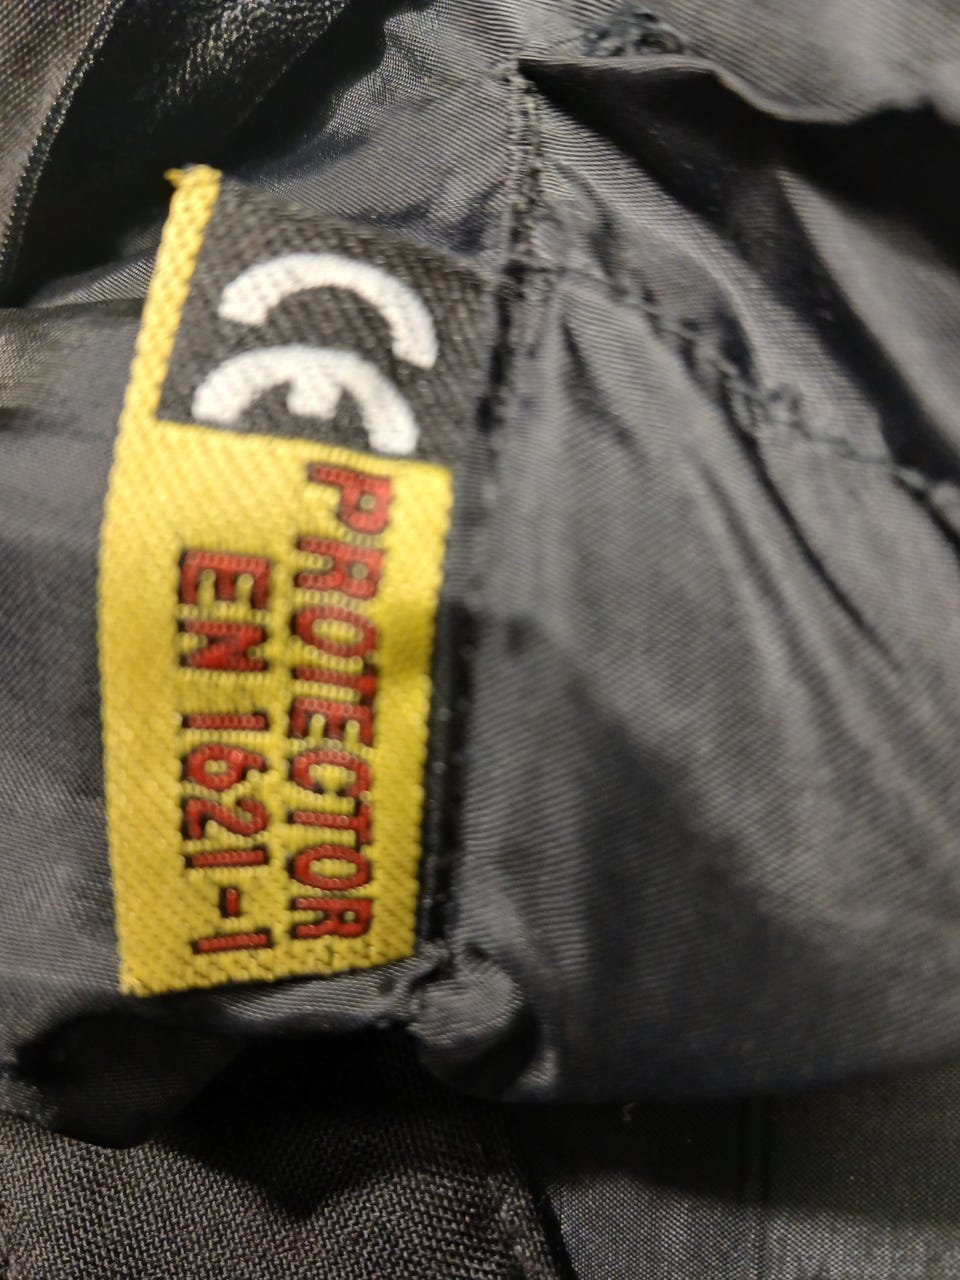 CE
PROTECTOR
EN 1621-1